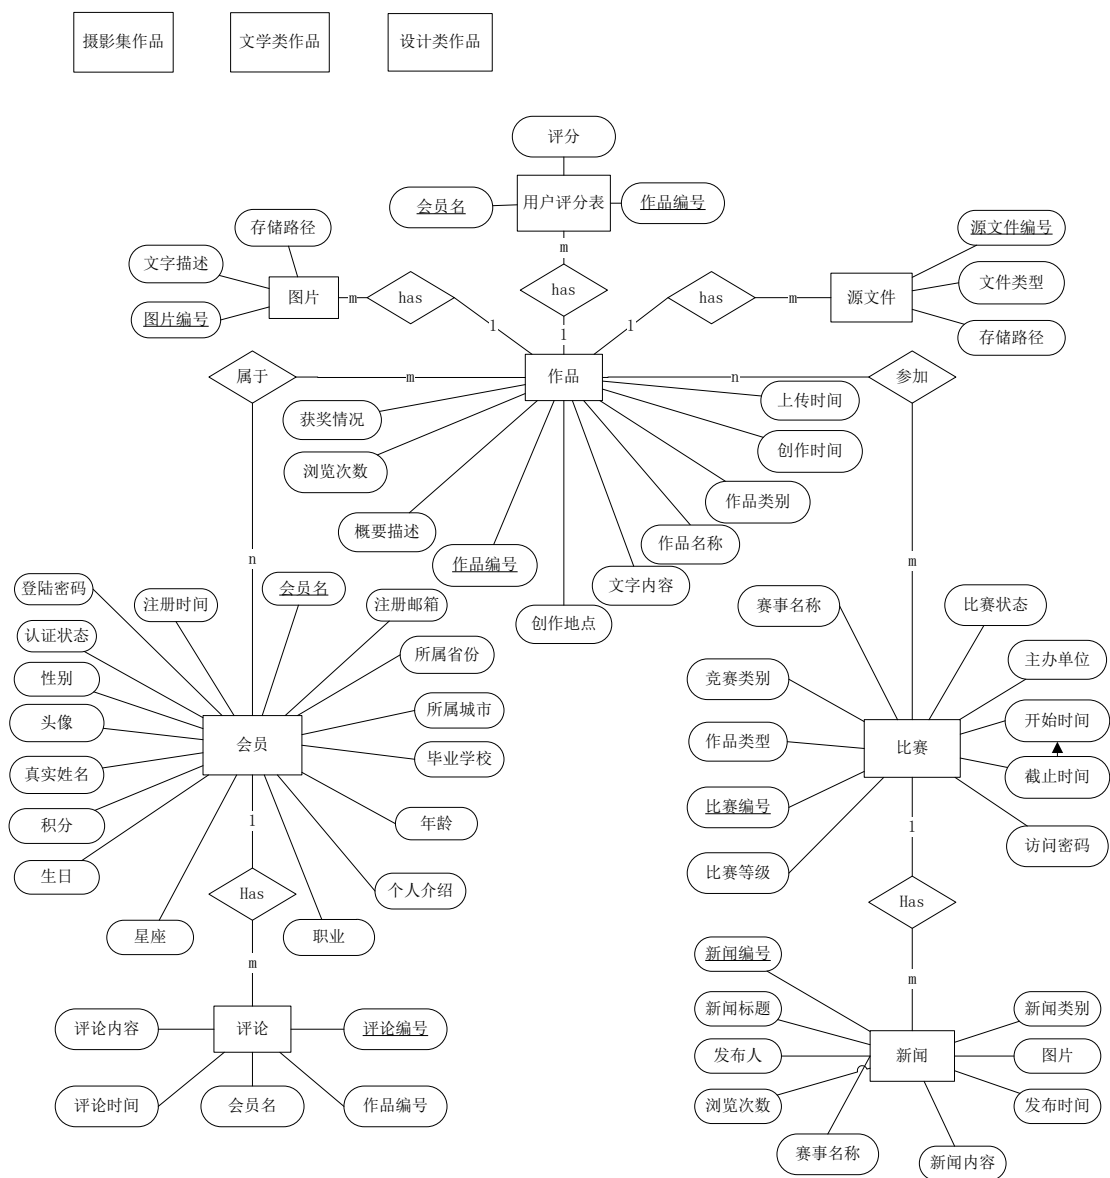 摄影集作品
文学类作品
设计类作品
评分
会员名
用户评分表
作品编号
存储路径
m
源文件编号
文字描述
图片
m
has
has
has
m
源文件
文件类型
图片编号
1
1
1
存储路径
属于
m
作品
n
参加
获奖情况
上传时间
浏览次数
创作时间
概要描述
作品类别
作品编号
作品名称
n
文字内容
m
创作地点
登陆密码
注册时间
会员名
注册邮箱
赛事名称
比赛状态
认证状态
所属省份
主办单位
性别
竞赛类别
头像
所属城市
开始时间
会员
作品类型
比赛
真实姓名
毕业学校
截止时间
积分
1
年龄
比赛编号
1
访问密码
生日
Has
个人介绍
比赛等级
Has
星座
职业
新闻编号
m
m
新闻标题
新闻类别
评论内容
评论
评论编号
发布人
新闻
图片
评论时间
会员名
作品编号
浏览次数
发布时间
赛事名称
新闻内容